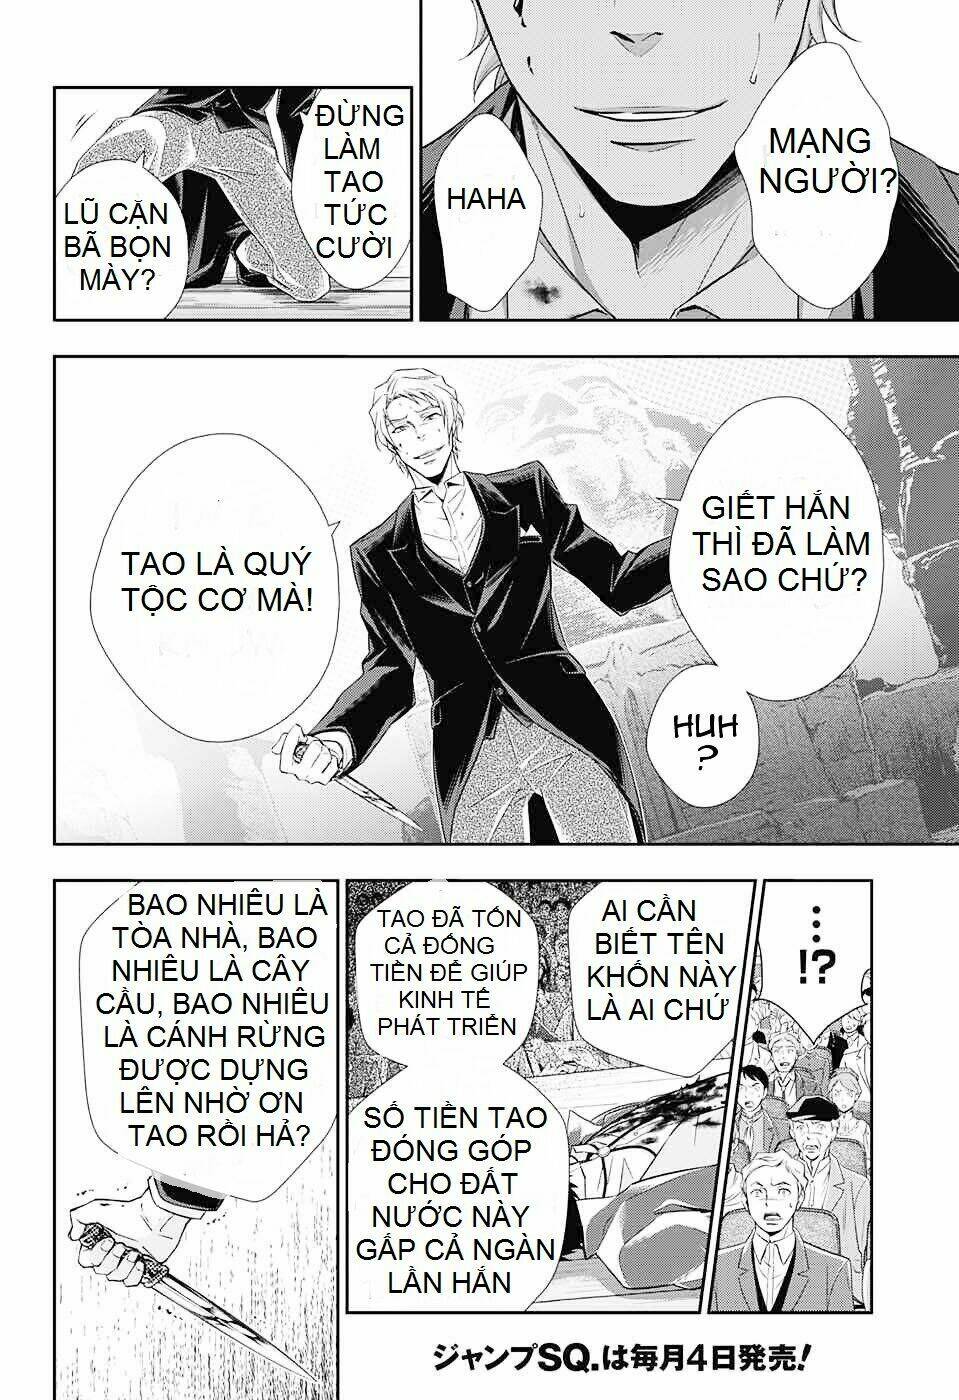 MẠNG
NGƯỜI?
HAHA
ĐỪNG
LÀM
TAO
TỨC
CƯỜI
LŨ CẶN
BÃ BỌN
MÀY?
GIẾT HẮN
THÌ ĐÃ LÀM
SAO CHỨ?
HUH
?
TAO LÀ QUÝ
TỘC CƠ MÀ!
...
!?
AI CẦN
BIẾT TÊN
KHỐN NÀY
LÀ AI CHỨ
TAO ĐÃ TỐN
CẢ ĐỐNG
TIỀN ĐỂ GIÚP
KINH TẾ
PHÁT TRIỂN
SỐ TIỀN TAO
ĐÓNG GÓP
CHO ĐẤT
NƯỚC NÀY
GẤP CẢ NGÀN
LẦN HẮN
BAO NHIÊU LÀ
TÒA NHÀ, BAO
NHIÊU LÀ CÂY
CẦU, BAO NHIÊU
LÀ CÁNH RỪNG
ĐƯỢC DỰNG
LÊN NHỜ ƠN
TAO RỒI HẢ?
ジャンプSQ.は毎月4日発売!